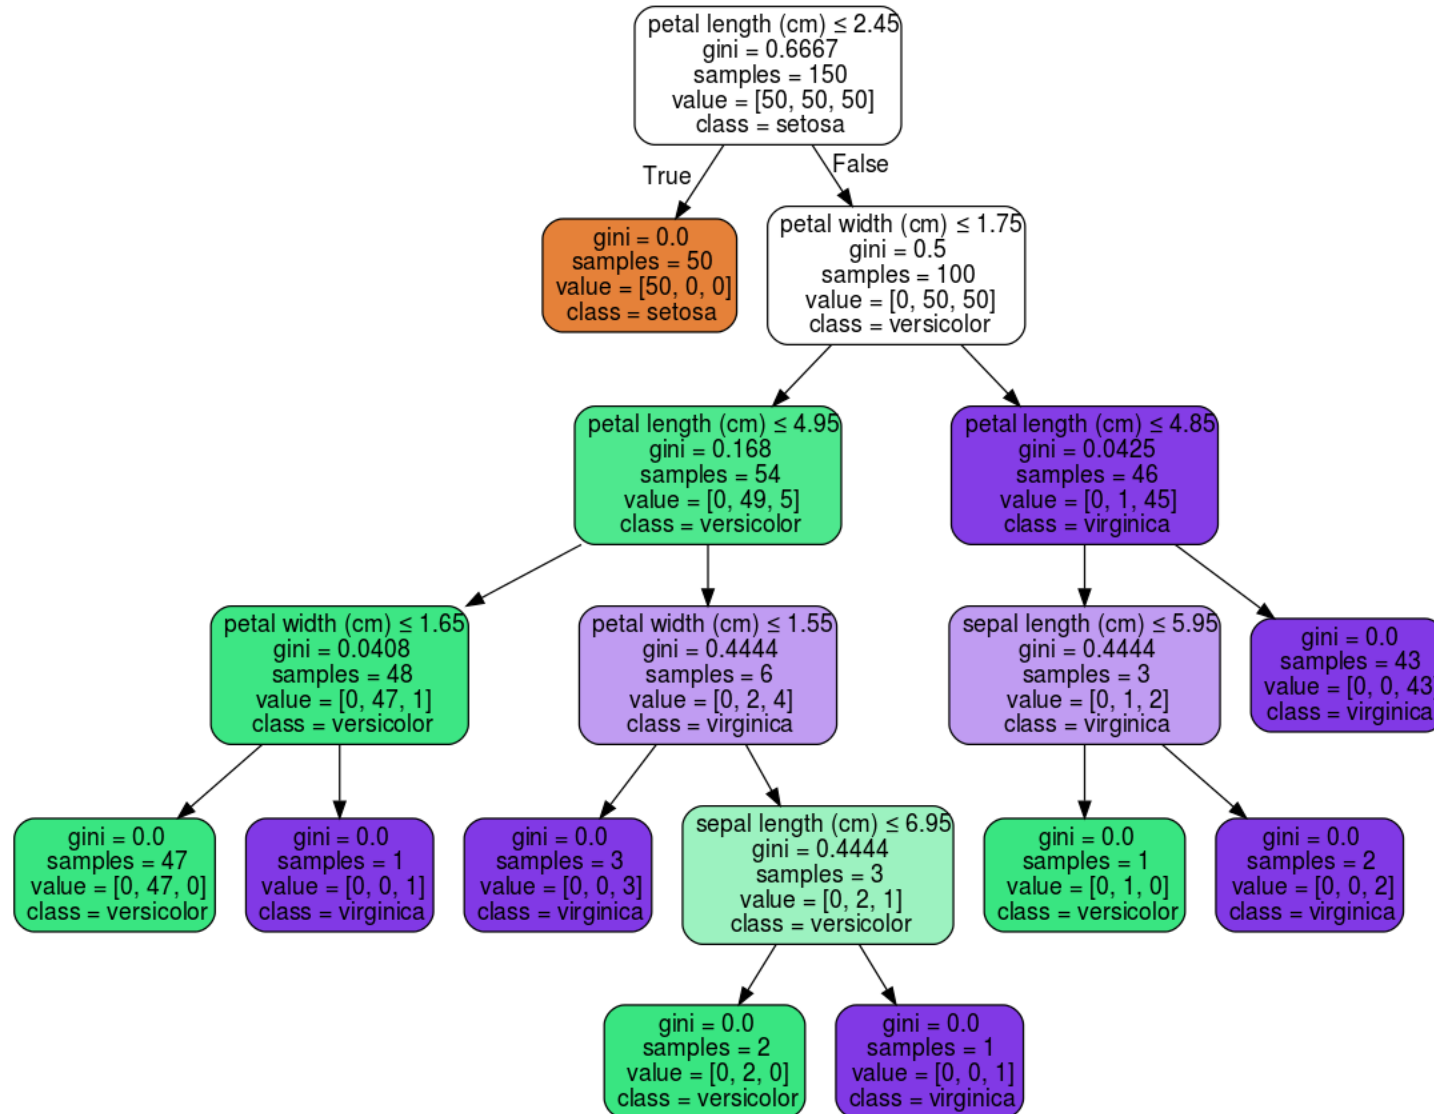 petal length (cm) ≤ 2.45
gini = 0.6667
samples = 150
value = [50, 50, 50]
class = setosa
True
False
gini = 0.0
samples = 50
value = [50, 0, 0]
class = setosa
petal width (cm) ≤ 1.75
gini = 0.5
samples = 100
value = [0, 50, 50]
class = versicolor
petal length (cm) ≤ 4.95
gini = 0.168
samples = 54
value = [0, 49, 5]
class = versicolor
petal length (cm) ≤ 4.85
gini = 0.0425
samples = 46
value = [0, 1, 45]
class = virginica
petal width (cm) ≤ 1.65
gini = 0.0408
samples = 48
value = [0, 47, 1]
class = versicolor
petal width (cm) ≤ 1.55
gini = 0.4444
samples = 6
value = [0, 2, 4]
class = virginica
sepal length (cm) ≤ 5.95
gini = 0.4444
samples = 3
value = [0, 1, 2]
class = virginica
gini = 0.0
samples = 43
value = [0, 0, 43]
class = virginica
gini = 0.0
samples = 47
value = [0, 47, 0]
class = versicolor
gini = 0.0
samples = 1
value = [0, 0, 1]
class = virginica
gini = 0.0
samples = 3
value = [0, 0, 3]
class = virginica
sepal length (cm) ≤ 6.95
gini = 0.4444
samples = 3
value = [0, 2, 1]
class = versicolor
gini = 0.0
samples = 1
value = [0, 1, 0]
class = versicolor
gini = 0.0
samples = 2
value = [0, 0, 2]
class = virginica
gini = 0.0
samples = 2
value = [0, 2, 0]
class = versicolor
gini = 0.0
samples = 1
value = [0, 0, 1]
class = virginica